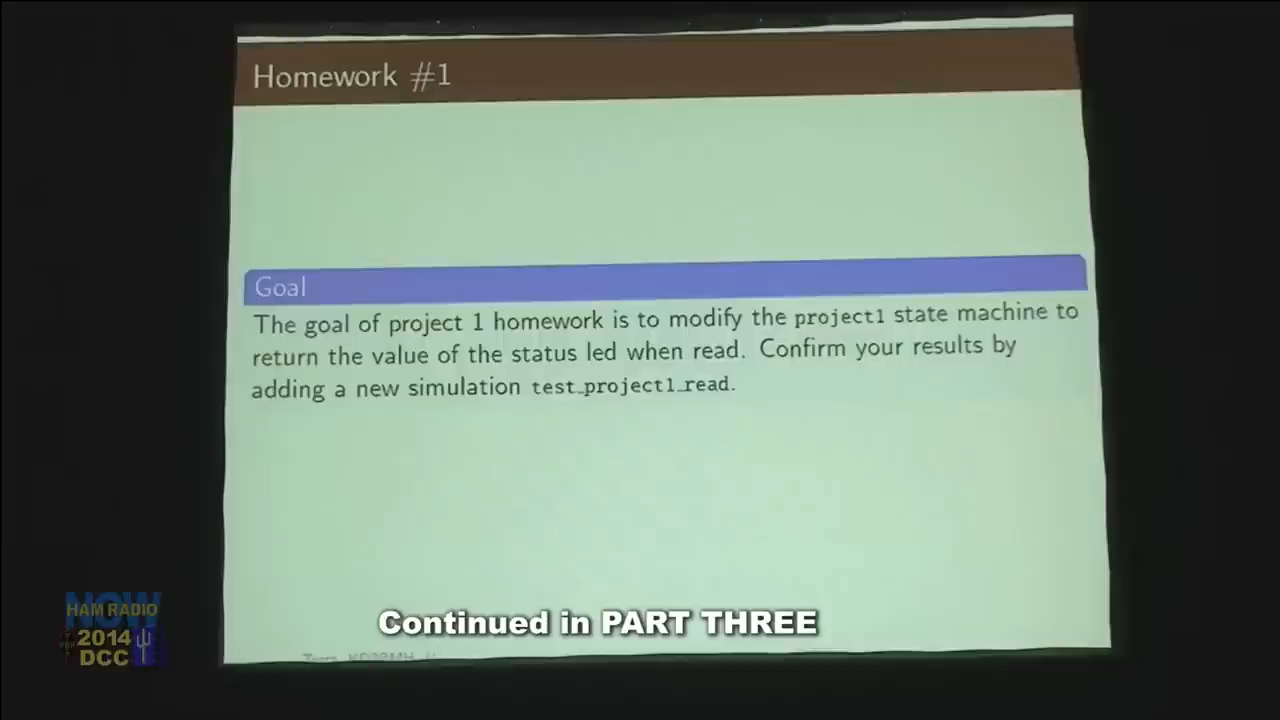 Homework #1
Goal
The goal of project 1 homework is to modify the project1 state machine to
return the value of the status led when read. Confirm your results by
adding a new simulation test_project1_read.
Continued in PART THREE
NOW
HAM RADIO
2014
DCC